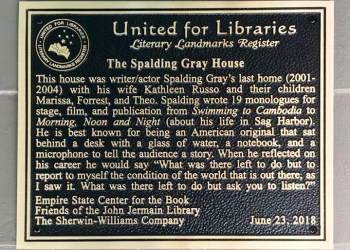 UNITED FOR LIBRARIES
LITERARY LANDMARKS REGISTER
United for Libraries
Literary Landmarks Register
The Spalding Gray House
This house was writer/actor Spalding Gray's last home (2001-
2004) with his wife Kathleen Russo and their children
Marissa, Forrest, and Theo. Spalding wrote 19 monologues for
stage, film, and publication from Swimming to Cambodia to
Morning, Noon and Night (about his life in Sag Harbor).
He is best known for being an American original that sat
behind a desk with a glass of water, a notebook, and a
microphone to tell the audience a story. When he reflected on
his career he would say "What was there left to do but to
report to myself the condition of the world that is out there, as
I saw it. What was there left to do but ask you to listen?"
Empire State Center for the Book
Friends of the John Jermain Library
The Sherwin-Williams Company
June 23, 2018